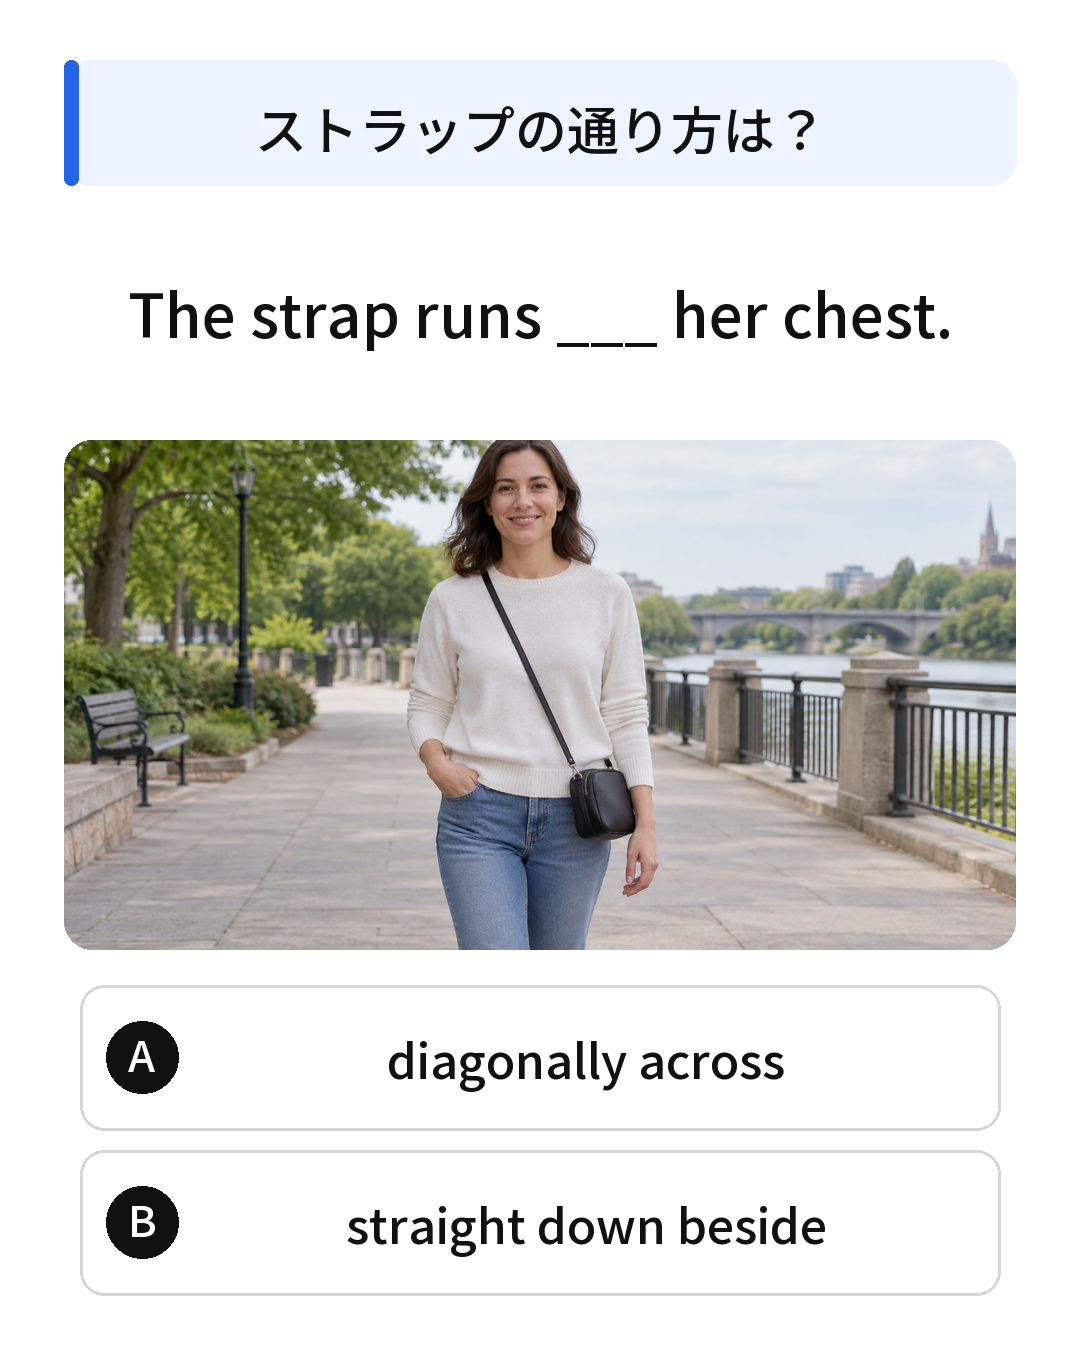 ストラップの通り方は？
The strap runs ___ her chest.
A
diagonally across
B
straight down beside